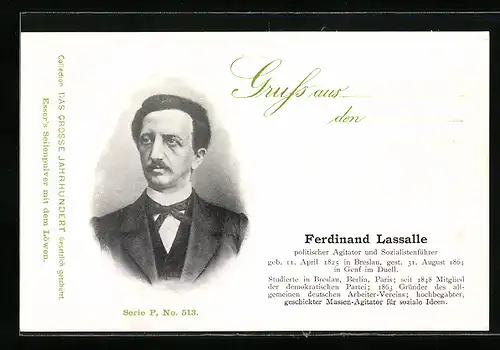 Collection DAS GROSSE JAHRHUNDERT Gesetzlich geschützt.
Esser's Seifenpulver mit dem Löwen.
Gruss aus
den
Serie P, No. 513.
Ferdinand Lassalle
politischer Agitator und Sozialistenführer
geb. 11. April 1825 in Breslau, gest. 31. August 1864
in Genf im Duell.
Studierte in Breslau, Berlin, Paris; seit 1848 Mitglied
der demokratischen Partei; 1863 Gründer des all-
gemeinen deutschen Arbeiter-Vereins; hochbegabter,
geschickter Massen-Agitator für soziale Ideen.